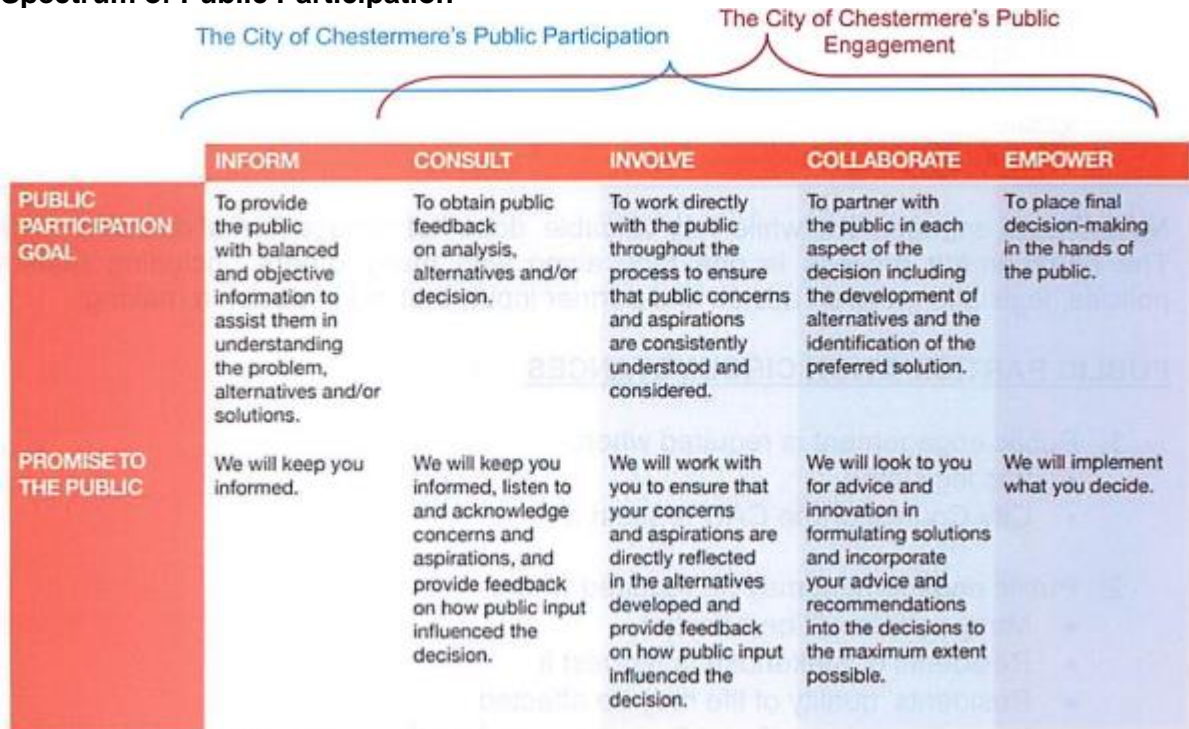 Spectrum of Public Participation
The City of Chestermere's Public Participation
The City of Chestermere's Public
Engagement
INFORM
CONSULT
INVOLVE
COLLABORATE
EMPOWER
PUBLIC
PARTICIPATION
GOAL
To provide
the public
with balanced
and objective
information to
assist them in
understanding
the problem,
alternatives and/or
solutions.
To obtain public
feedback
on analysis,
alternatives and/or
decision.
To work directly
with the public
throughout the
process to ensure
that public concerns
and aspirations
are consistently
understood and
considered.
To partner with
the public in each
aspect of the
decision including
the development of
alternatives and the
identification of the
preferred solution.
To place final
decision-making
in the hands of
the public.
PROMISE TO
THE PUBLIC
We will keep you
informed.
We will keep you
informed, listen to
and acknowledge
concerns and
aspirations, and
provide feedback
on how public input
influenced the
decision.
We will work with
you to ensure that
your concerns
and aspirations are
directly reflected
in the alternatives
developed and
provide feedback
on how public input
influenced the
decision.
We will look to you
for advice and
innovation in
formulating solutions
and incorporate
your advice and
recommendations
into the decisions to
the maximum extent
possible.
We will implement
what you decide.